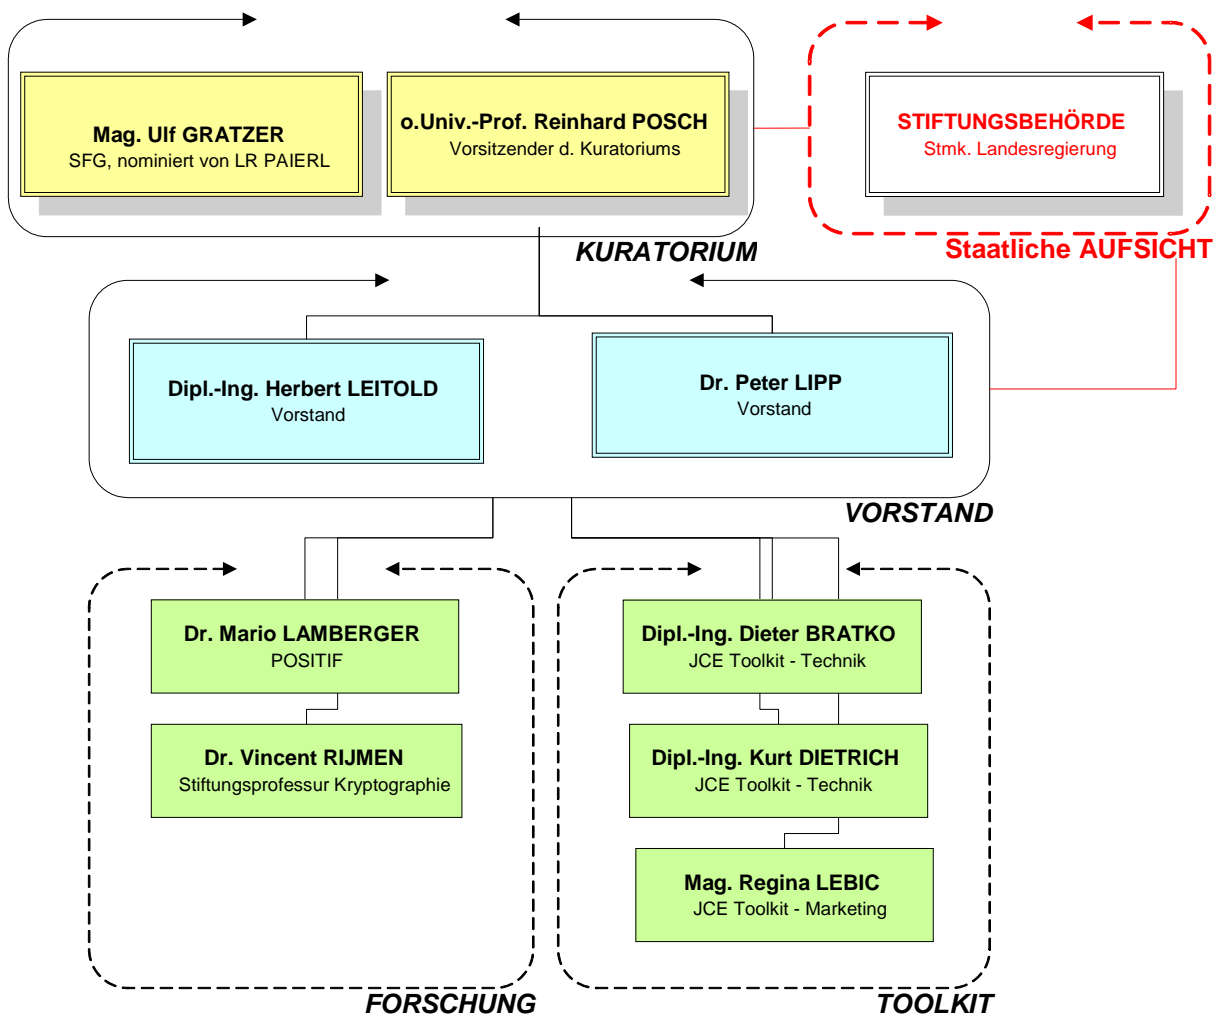 Mag. Ulf GRATZER
SFG, nominiert von LR PAIERL
o.Univ.-Prof. Reinhard POSCH
Vorsitzender d. Kuratoriums
STIFTUNGSBEHÖRDE
Stmk. Landesregierung
KURATORIUM
Staatliche AUFSICHT
Dipl.-Ing. Herbert LEITOLD
Vorstand
Dr. Peter LIPP
Vorstand
VORSTAND
Dr. Mario LAMBERGER
POSITIF
Dr. Vincent RIJMEN
Stiftungsprofessur Kryptographie
FORSCHUNG
Dipl.-Ing. Dieter BRATKO
JCE Toolkit - Technik
Dipl.-Ing. Kurt DIETRICH
JCE Toolkit - Technik
Mag. Regina LEBIC
JCE Toolkit - Marketing
TOOLKIT